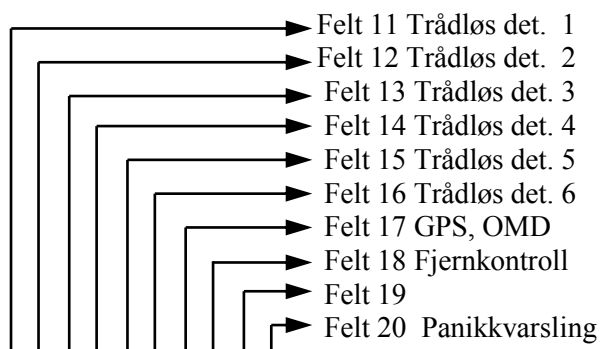 Felt 11 Trådløs det. 1
Felt 12 Trådløs det. 2
Felt 13 Trådløs det. 3
Felt 14 Trådløs det. 4
Felt 15 Trådløs det. 5
Felt 16 Trådløs det. 6
Felt 17 GPS, OMD
Felt 18 Fjernkontroll
Felt 19
Felt 20 Panikkvarsling